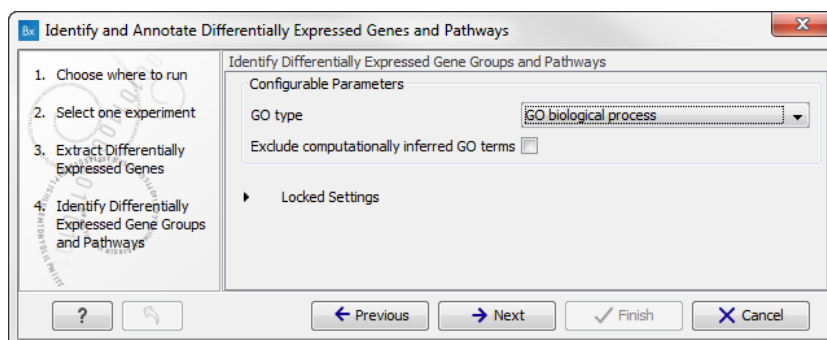 Bx Identify and Annotate Differentially Expressed Genes and Pathways
1. Choose where to run
2. Select one experiment
3. Extract Differentially
Expressed Genes
4. Identify Differentially
Expressed Gene Groups
and Pathways
Identify Differentially Expressed Gene Groups and Pathways
Configurable Parameters
GO type GO biological process
Exclude computationally inferred GO terms
Locked Settings
? Previous Next Finish Cancel